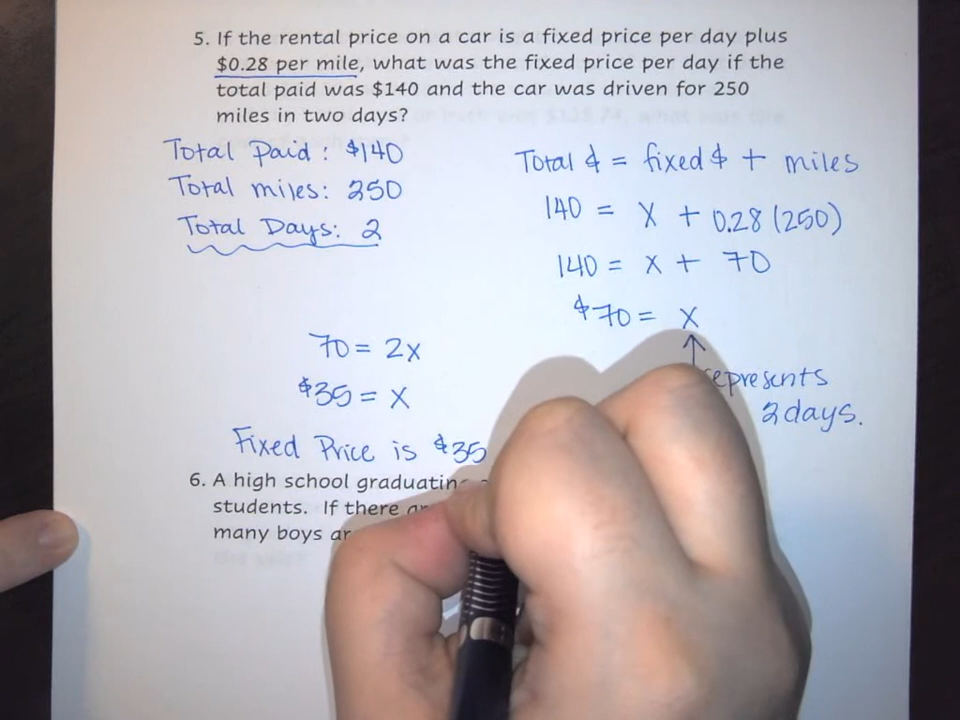 5. If the rental price on a car is a fixed price per day plus
$0.28 per mile, what was the fixed price per day if the
total paid was $140 and the car was driven for 250
miles in two days?
Total Paid: $140
Total miles: 250
Total Days: 2
Total $ = fixed $ + miles
140 = x + 0.28 (250)
140 = x + 70
$70 = x
represents
2 days.
70 = 2x
$35 = x
Fixed Price is $35
6. A high school graduating
students. If there
many boys